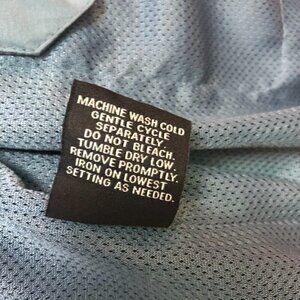 MACHINE WASH COLD
GENTLE CYCLE
SEPARATELY.
DO NOT BLEACH.
TUMBLE DRY LOW.
REMOVE PROMPTLY.
IRON ON LOWEST
SETTING AS NEEDED.